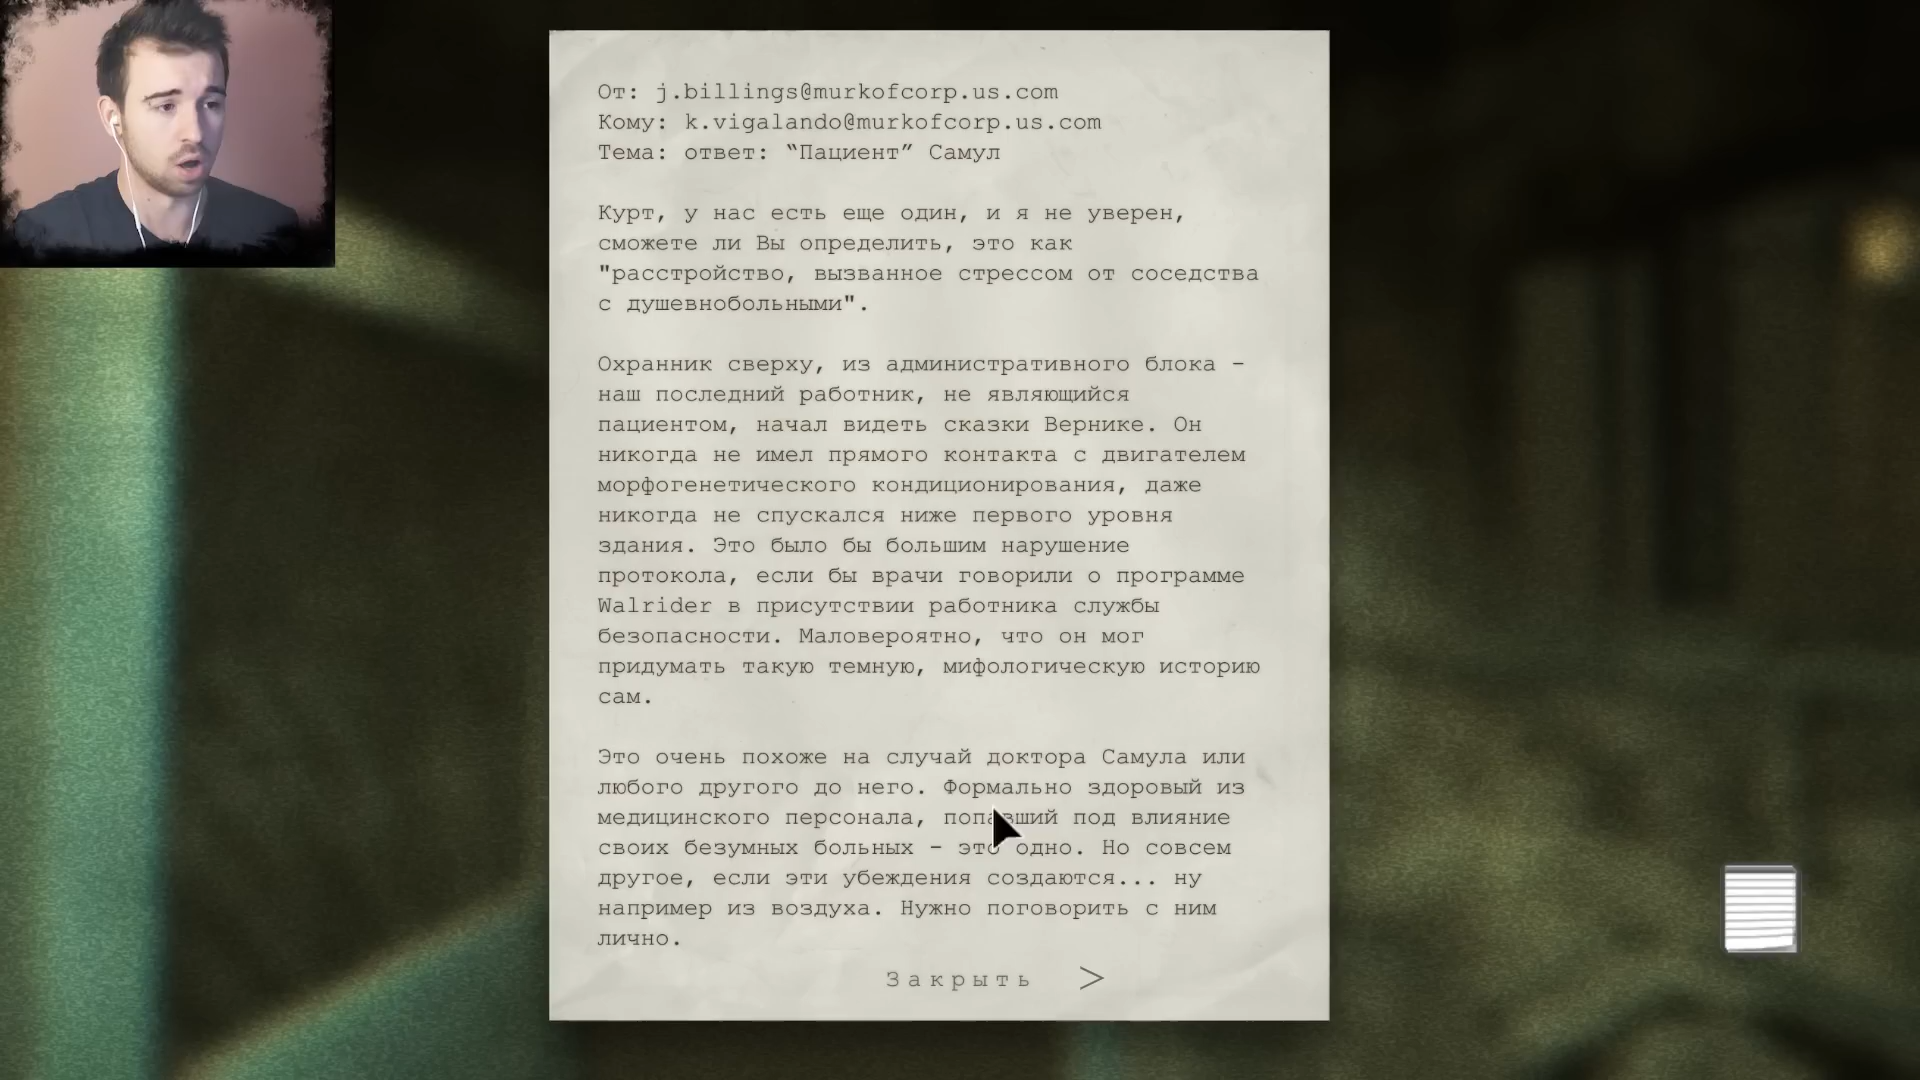 От: j.billings@murkofcorp.us.com
Кому: k.vigalando@murkofcorp.us.com
Тема: ответ: “Пациент” Самул
Курт, у нас есть еще один, и я не уверен,
сможете ли Вы определить, это как
"расстройство, вызванное стрессом от соседства
с душевнобольными".
Охранник сверху, из административного блока –
наш последний работник, не являющийся
пациентом, начал видеть сказки Вернике. Он
никогда не имел прямого контакта с двигателем
морфогенетического кондиционирования, даже
никогда не спускался ниже первого уровня
здания. Это было бы большим нарушение
протокола, если бы врачи говорили о программе
Walrider в присутствии работника службы
безопасности. Маловероятно, что он мог
придумать такую темную, мифологическую историю
сам.
Это очень похоже на случай доктора Самула или
любого другого до него. Формально здоровый из
медицинского персонала, попавший под влияние
своих безумных больных – это одно. Но совсем
другое, если эти убеждения создаются... ну
например из воздуха. Нужно поговорить с ним
лично.
Закрыть >